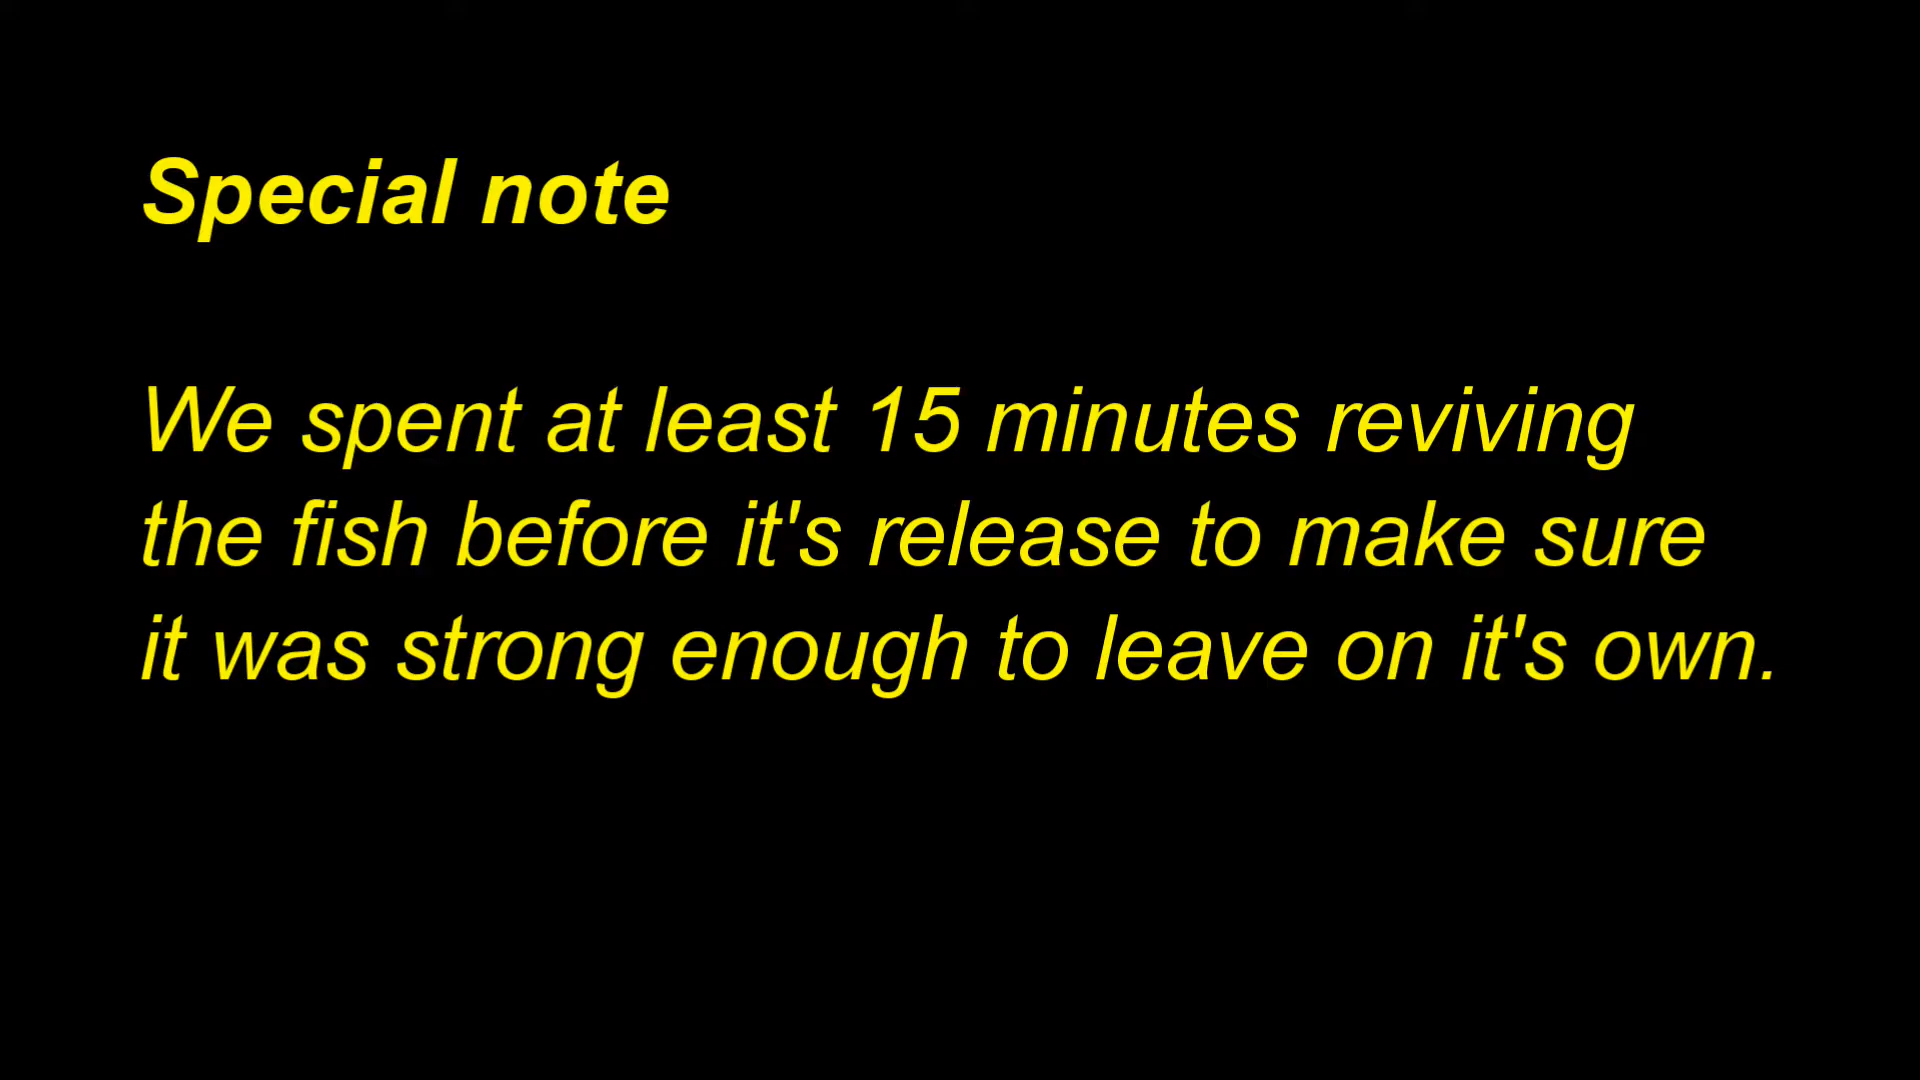 Special note
We spent at least 15 minutes reviving
the fish before it's release to make sure
it was strong enough to leave on it's own.